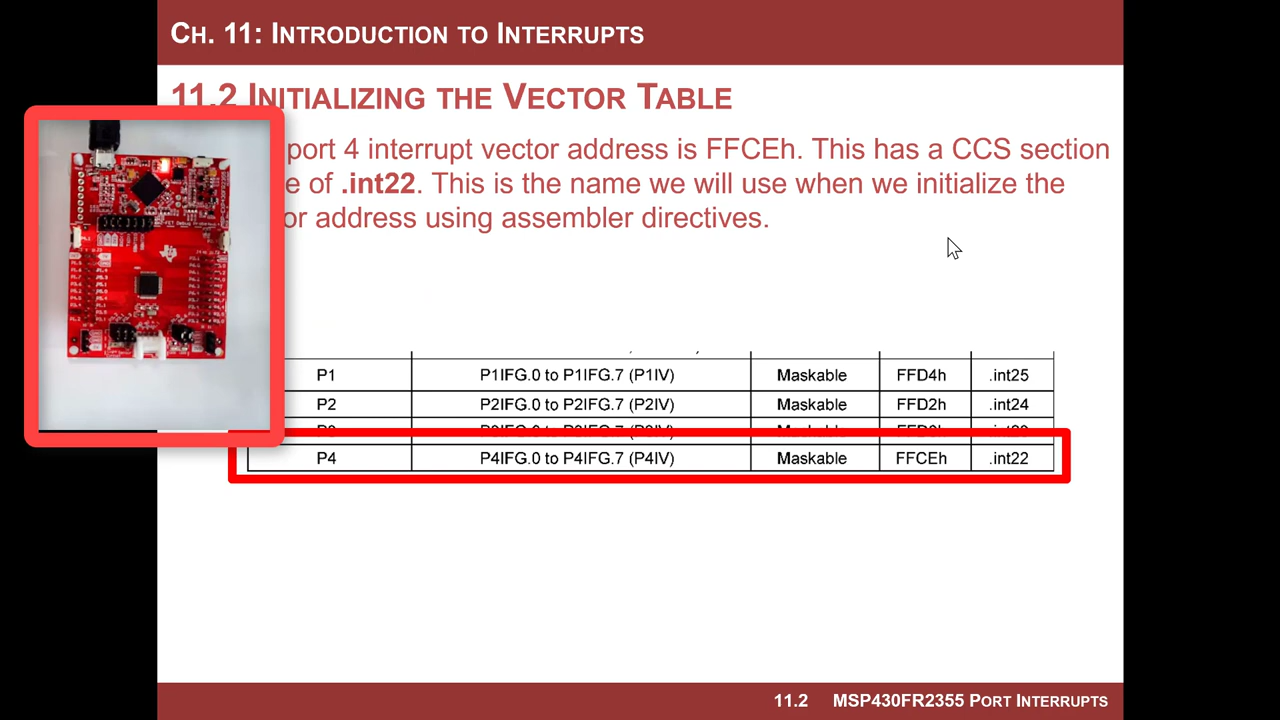 CH. 11: INTRODUCTION TO INTERRUPTS
11.2 INITIALIZING THE VECTOR TABLE
port 4 interrupt vector address is FFCEh. This has a CCS section
of .int22. This is the name we will use when we initialize the
address using assembler directives.
P1 P1IFG.0 to P1IFG.7 (P1IV) Maskable FFD4h .int25
P2 P2IFG.0 to P2IFG.7 (P2IV) Maskable FFD2h .int24
P4 P4IFG.0 to P4IFG.7 (P4IV) Maskable FFCEh .int22
11.2 MSP430FR2355 PORT INTERRUPTS